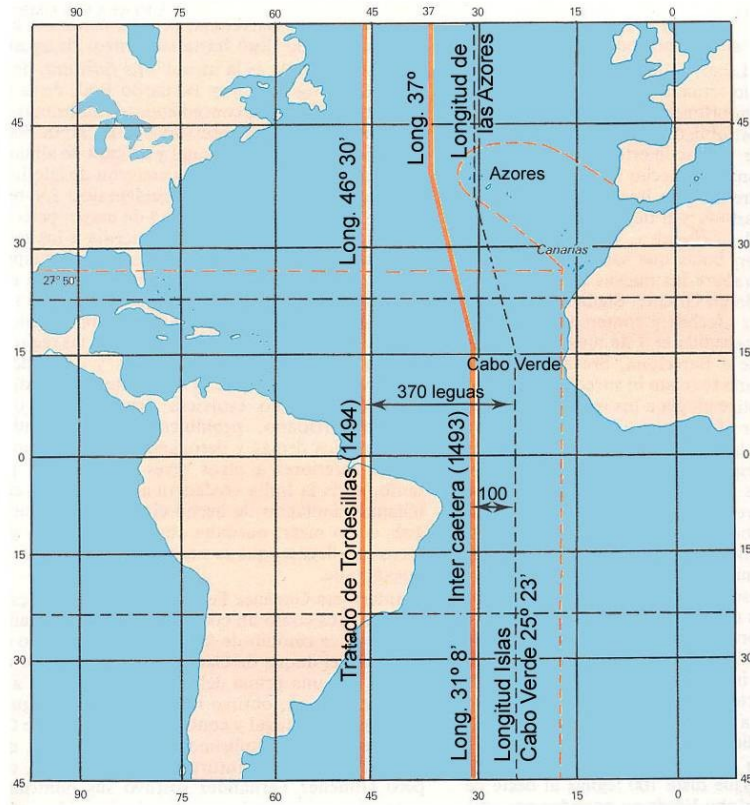 90
75
60
45
37
30
15
0
45
30
15
0
15
30
45
45
30
15
0
15
30
45
90
75
60
45
30
15
0
Long. 46º 30’
Long. 37º
Longitud de
las Azores
Azores
Canarias
27º 50’
Cabo Verde
370 leguas
100
Tratado de Tordesillas (1494)
Inter caetera (1493)
Long. 31º 8’
Longitud Islas
Cabo Verde 25º 23’